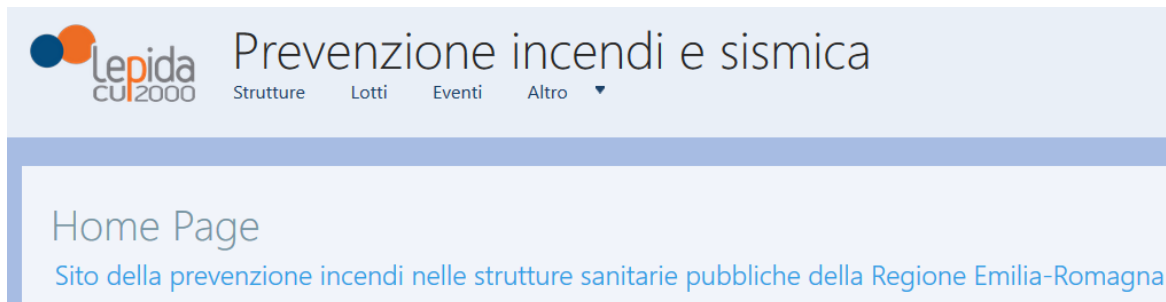 Lepida
CUP2000
Prevenzione incendi e sismica
Strutture Lotti Eventi Altro
Home Page
Sito della prevenzione incendi nelle strutture sanitarie pubbliche della Regione Emilia-Romagna